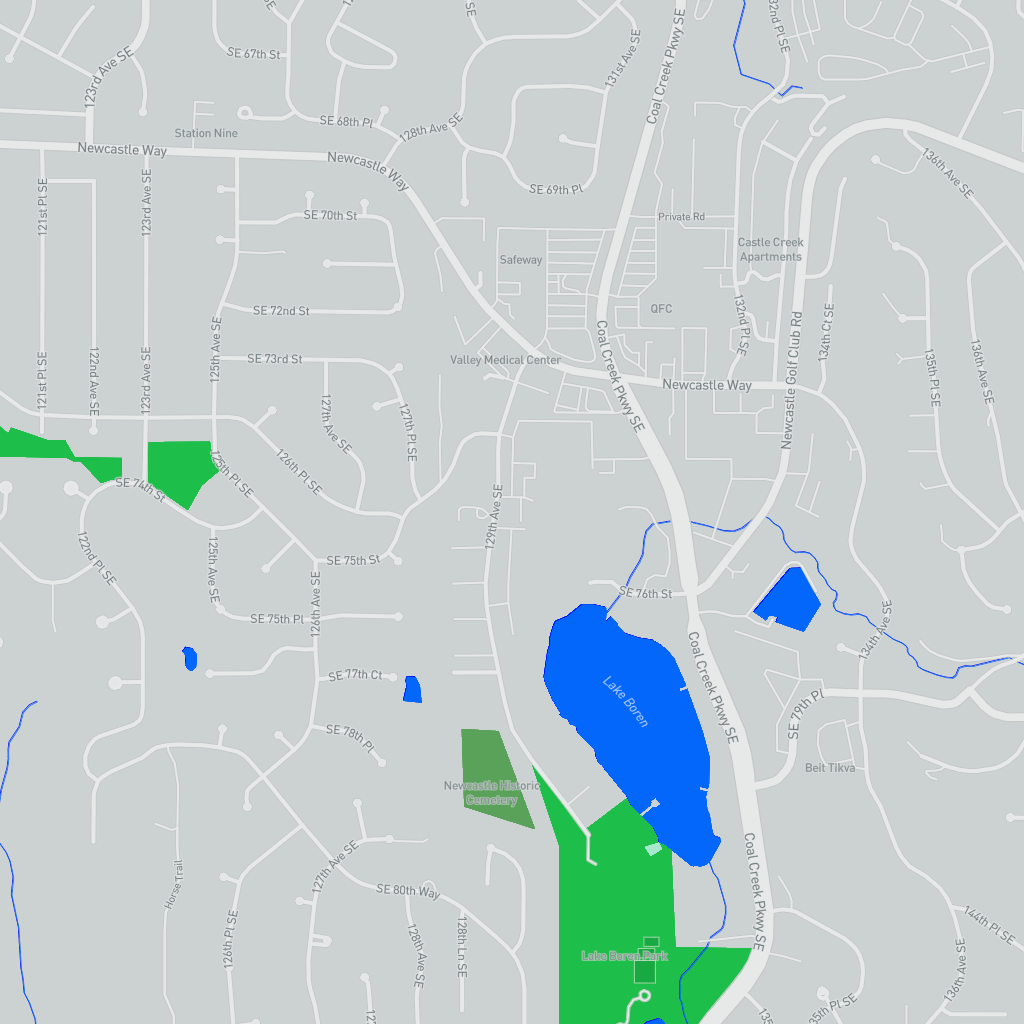 SE
132nd Pl SE
SE 67th St
131st Ave SE
Coal Creek Pkwy SE
123rd Ave SE
SE 68th Pl
128th Ave SE
Station Nine
Newcastle Way
Newcastle Way
136th Ave SE
121st Pl SE
123rd Ave SE
SE 69th Pl
SE 70th St
Private Rd
Castle Creek
Apartments
Safeway
SE 72nd St
QFC
132nd Pl SE
134th Ct SE
Newcastle Golf Club Rd
125th Ave SE
SE 73rd St
Valley Medical Center
Coal Creek Pkwy SE
Newcastle Way
135th Pl SE
136th Ave SE
121st Pl SE
122nd Ave SE
123rd Ave SE
127th Ave SE
127th Pl SE
125th Pl SE
126th Pl SE
SE 74th St
129th Ave SE
122nd Pl SE
125th Ave SE
SE 75th St
SE 76th St
126th Ave SE
SE 75th Pl
134th Ave SE
Coal Creek Pkwy SE
SE 77th Ct
Lake Boren
SE 79th Pl
SE 78th Pl
Beit Tikva
Newcastle Historic
Cemetery
Horse Trail
127th Ave SE
SE 80th Way
Coal Creek Pkwy SE
126th Pl SE
128th Ave SE
128th Ln SE
144th Pl SE
136th Ave SE
Lake Boren Park
135th Pl SE
135
127